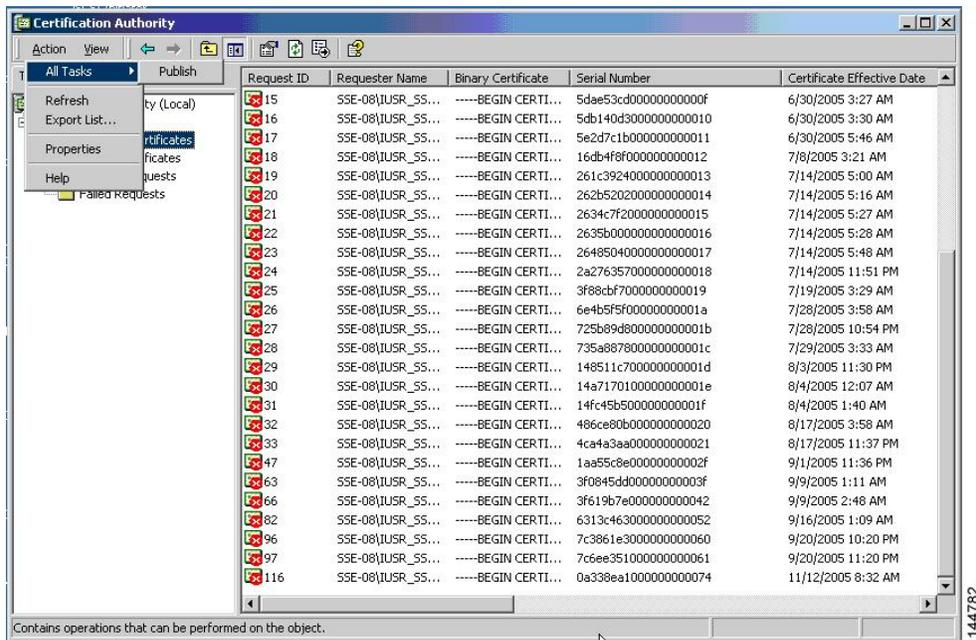 Certification Authority
Action View
All Tasks Publish
Refresh
Export List...
Properties
Help
ty (Local)
rtificates
ficates
quests
Failed Requests
Request ID Requester Name Binary Certificate Serial Number Certificate Effective Date
15 SSE-08\IUSR_SS... -----BEGIN CERTI... 5dae53cd00000000000f 6/30/2005 3:27 AM
16 SSE-08\IUSR_SS... -----BEGIN CERTI... 5db140d3000000000010 6/30/2005 3:30 AM
17 SSE-08\IUSR_SS... -----BEGIN CERTI... 5e2d7c1b000000000011 6/30/2005 5:46 AM
18 SSE-08\IUSR_SS... -----BEGIN CERTI... 16db4f8f000000000012 7/8/2005 3:21 AM
19 SSE-08\IUSR_SS... -----BEGIN CERTI... 261c3924000000000013 7/14/2005 5:00 AM
20 SSE-08\IUSR_SS... -----BEGIN CERTI... 262b5202000000000014 7/14/2005 5:16 AM
21 SSE-08\IUSR_SS... -----BEGIN CERTI... 2634c7f2000000000015 7/14/2005 5:27 AM
22 SSE-08\IUSR_SS... -----BEGIN CERTI... 2635b000000000000016 7/14/2005 5:28 AM
23 SSE-08\IUSR_SS... -----BEGIN CERTI... 26485040000000000017 7/14/2005 5:48 AM
24 SSE-08\IUSR_SS... -----BEGIN CERTI... 2a276357000000000018 7/14/2005 11:51 PM
25 SSE-08\IUSR_SS... -----BEGIN CERTI... 3f88cbf7000000000019 7/19/2005 3:29 AM
26 SSE-08\IUSR_SS... -----BEGIN CERTI... 6e4b5f5f00000000001a 7/28/2005 3:58 AM
27 SSE-08\IUSR_SS... -----BEGIN CERTI... 725b89d800000000001b 7/28/2005 10:54 PM
28 SSE-08\IUSR_SS... -----BEGIN CERTI... 735a887800000000001c 7/29/2005 3:33 AM
29 SSE-08\IUSR_SS... -----BEGIN CERTI... 148511c700000000001d 8/3/2005 11:30 PM
30 SSE-08\IUSR_SS... -----BEGIN CERTI... 14a7170100000000001e 8/4/2005 12:07 AM
31 SSE-08\IUSR_SS... -----BEGIN CERTI... 14fc45b500000000001f 8/4/2005 1:40 AM
32 SSE-08\IUSR_SS... -----BEGIN CERTI... 486ce80b000000000020 8/17/2005 3:58 AM
33 SSE-08\IUSR_SS... -----BEGIN CERTI... 4ca4a3aa000000000021 8/17/2005 11:37 PM
47 SSE-08\IUSR_SS... -----BEGIN CERTI... 1aa55c8e00000000002f 9/1/2005 11:36 PM
63 SSE-08\IUSR_SS... -----BEGIN CERTI... 3f0845dd00000000003f 9/9/2005 1:11 AM
66 SSE-08\IUSR_SS... -----BEGIN CERTI... 3f619b7e000000000042 9/9/2005 2:48 AM
82 SSE-08\IUSR_SS... -----BEGIN CERTI... 6313c463000000000052 9/16/2005 1:09 AM
96 SSE-08\IUSR_SS... -----BEGIN CERTI... 7c3861e3000000000060 9/20/2005 10:20 PM
97 SSE-08\IUSR_SS... -----BEGIN CERTI... 7c6ee351000000000061 9/20/2005 11:20 PM
116 SSE-08\IUSR_SS... -----BEGIN CERTI... 0a338ea1000000000074 11/12/2005 8:32 AM
Contains operations that can be performed on the object.
144782